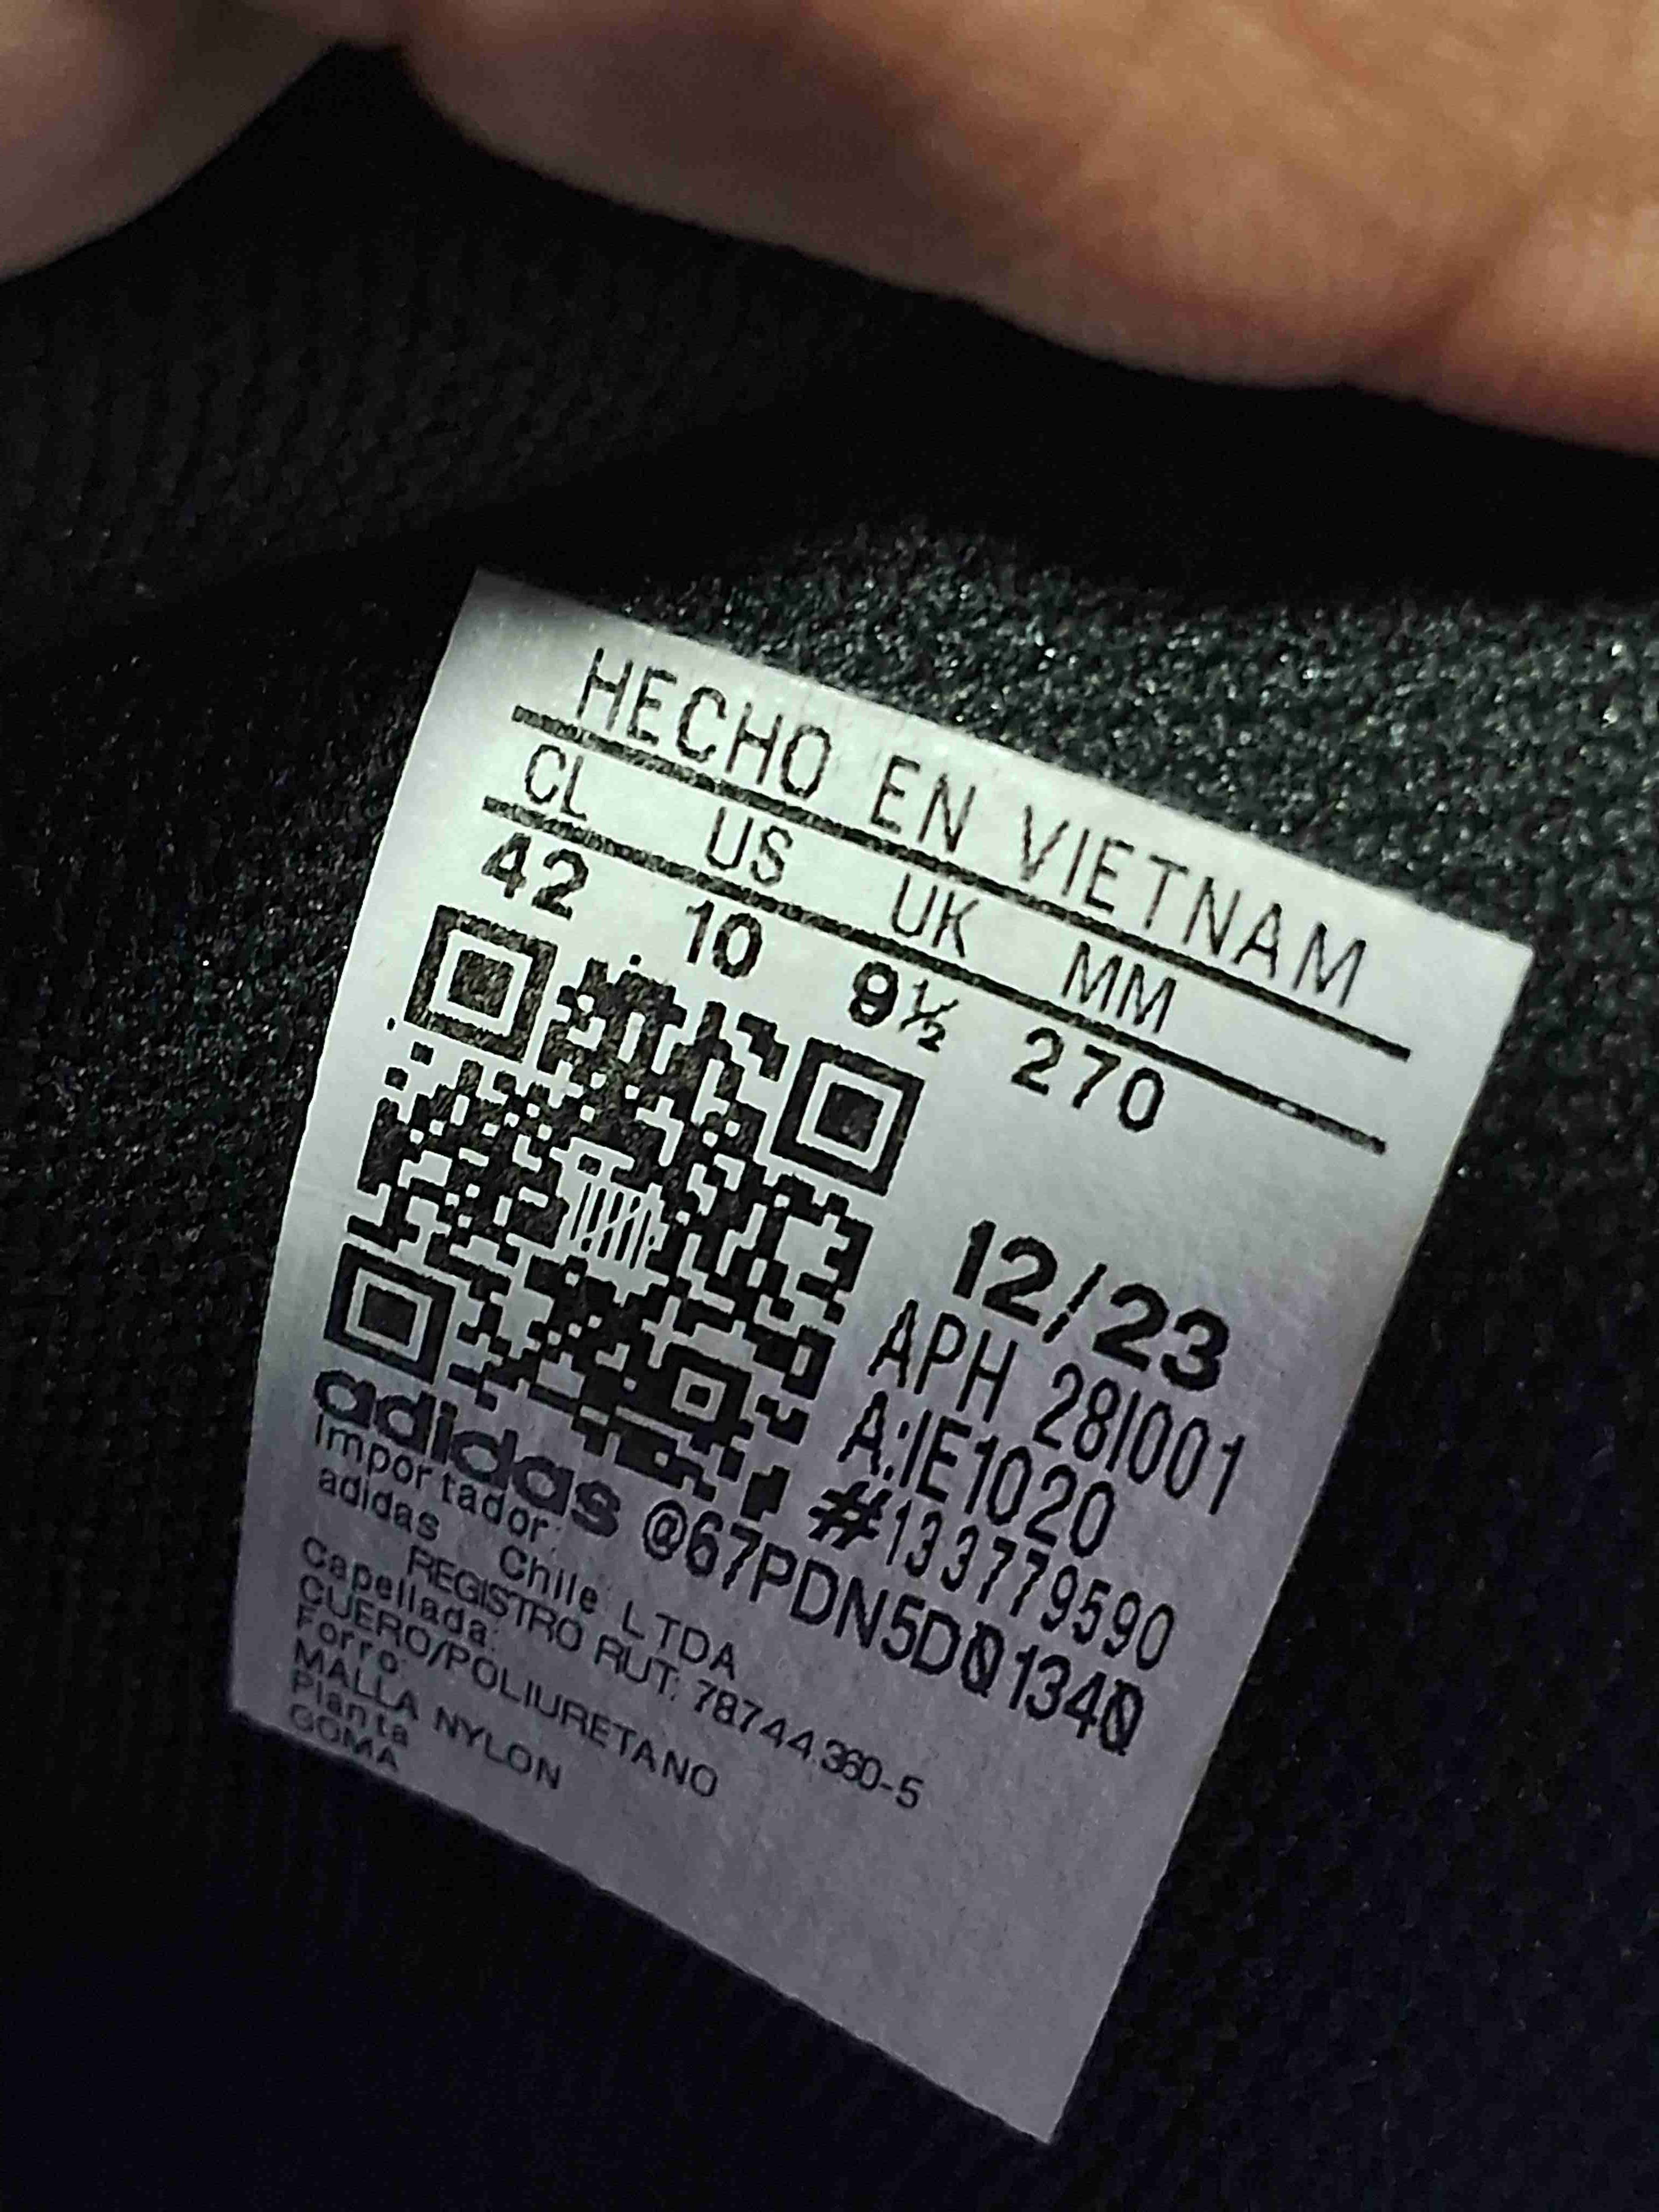 HECHO EN VIETNAM
CL US UK MM
42 10 9½ 270
12/23
APH 28I001
A:IE1020
#133779590
adidas @67PDN5D01340
Importador:
adidas Chile LTDA
REGISTRO RUT: 78744.360-5
Capellada:
CUERO/POLIURETANO
Forro:
MALLA NYLON
Planta
GOMA